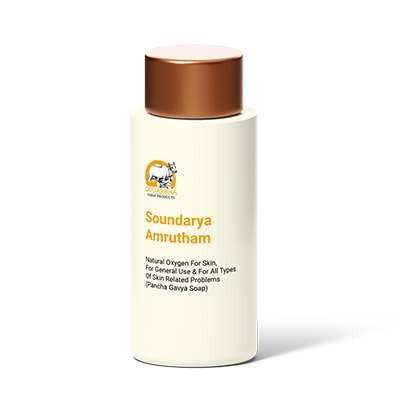 GOGARBHA
FARM PRODUCTS
Soundarya
Amrutham
Natural Oxygen For Skin,
For General Use & For All Types
Of Skin Related Problems
(Pancha Gavya Soap)